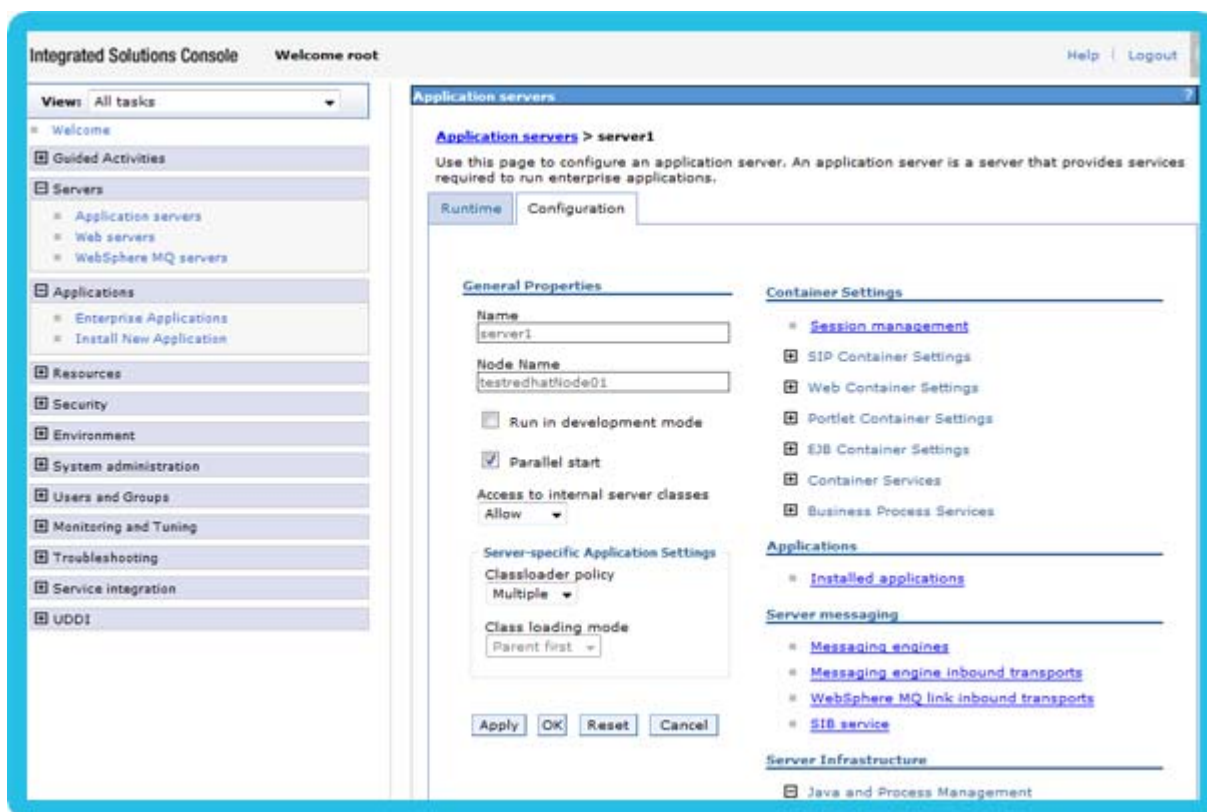 Integrated Solutions Console Welcome root
Help | Logout
View: All tasks
Welcome
Guided Activities
Servers
Application servers
Web servers
WebSphere MQ servers
Applications
Enterprise Applications
Install New Application
Resources
Security
Environment
System administration
Users and Groups
Monitoring and Tuning
Troubleshooting
Service integration
UDDI
Application servers ?
Application servers > server1
Use this page to configure an application server. An application server is a server that provides services
required to run enterprise applications.
Runtime Configuration
General Properties
Name
server1
Node Name
testredhatNode01
Run in development mode
Parallel start
Access to internal server classes
Allow
Server-specific Application Settings
Classloader policy
Multiple
Class loading mode
Parent first
Apply OK Reset Cancel
Container Settings
Session management
SIP Container Settings
Web Container Settings
Portlet Container Settings
EJB Container Settings
Container Services
Business Process Services
Applications
Installed applications
Server messaging
Messaging engines
Messaging engine inbound transports
WebSphere MQ link inbound transports
SIB service
Server Infrastructure
Java and Process Management